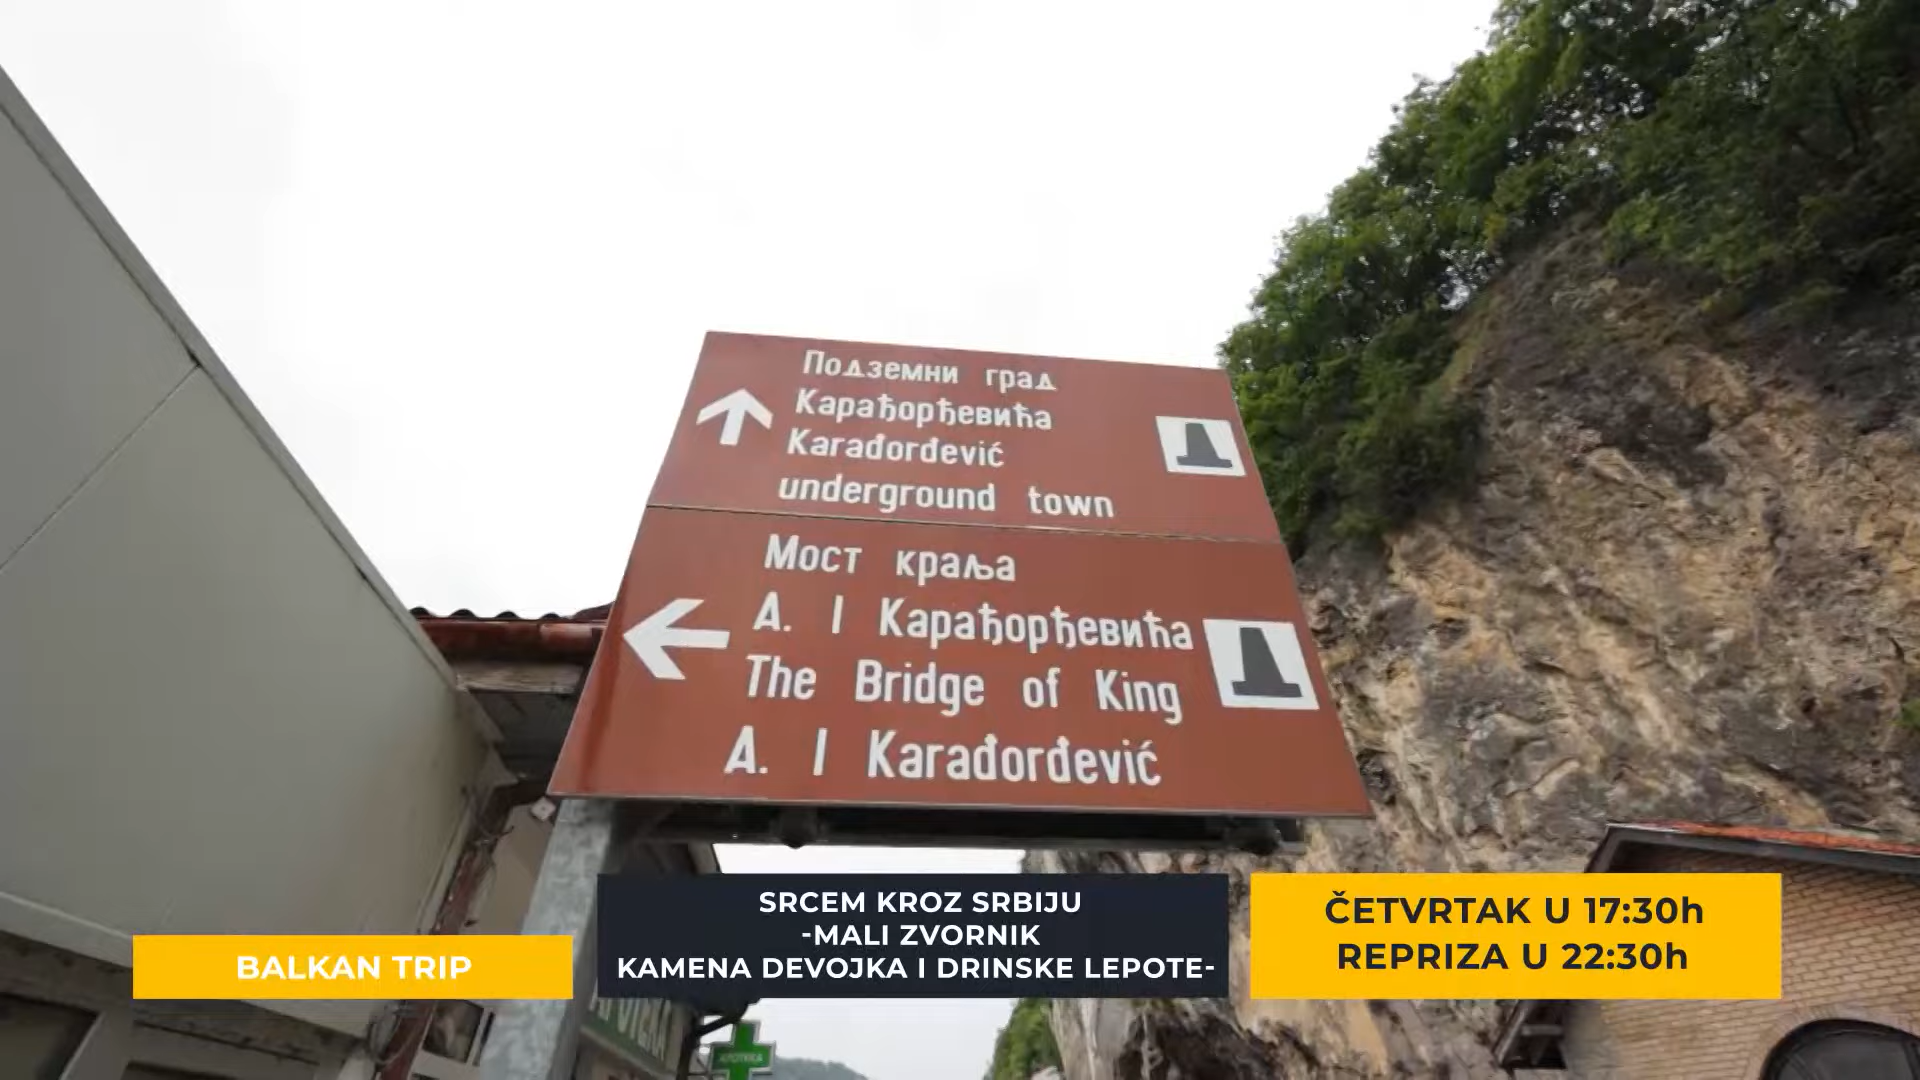 Подземни град
Карађорђевића
Karađorđević
underground town
Мост краља
А. I Карађорђевића
The Bridge of King
A. I Karađorđević
SRCEM KROZ SRBIJU
-MALI ZVORNIK
KAMENA DEVOJKA I DRINSKE LEPOTE-
ČETVRTAK U 17:30h
REPRIZA U 22:30h
BALKAN TRIP